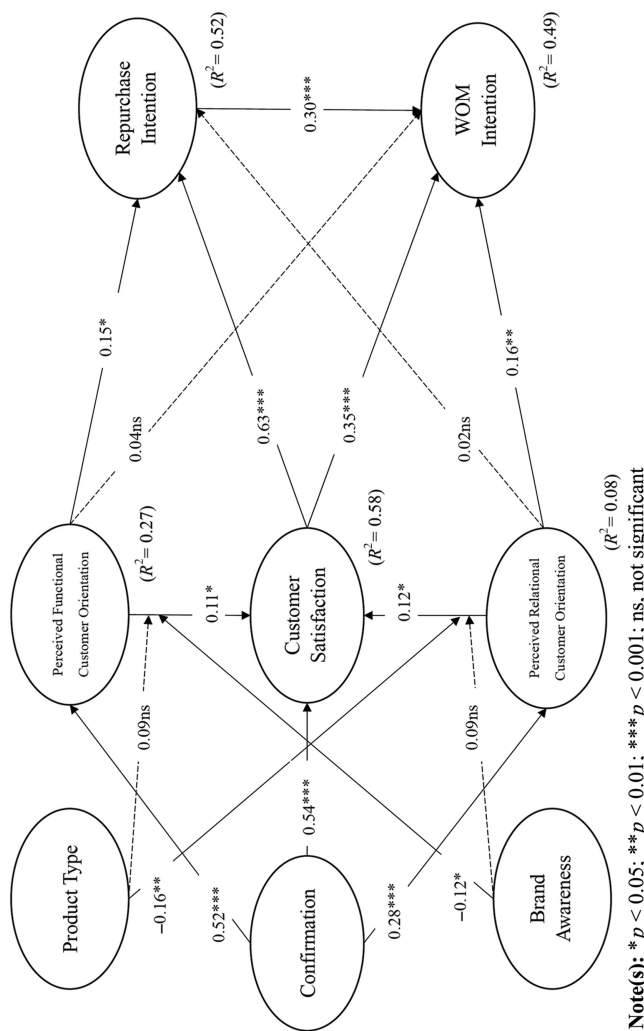 Product Type
Perceived Functional
Customer Orientation
(R² = 0.27)
Repurchase
Intention
(R² = 0.52)
0.15*
0.09ns
0.04ns
−0.16**
0.11*
0.63***
0.30***
0.52***
Confirmation
0.54***
Customer
Satisfaction
(R² = 0.58)
0.35***
0.28***
0.12*
−0.12*
0.09ns
0.02ns
0.16**
Brand
Awareness
Perceived Relational
Customer Orientation
(R² = 0.08)
WOM
Intention
(R² = 0.49)
Note(s): *p < 0.05; **p < 0.01; ***p < 0.001; ns, not significant